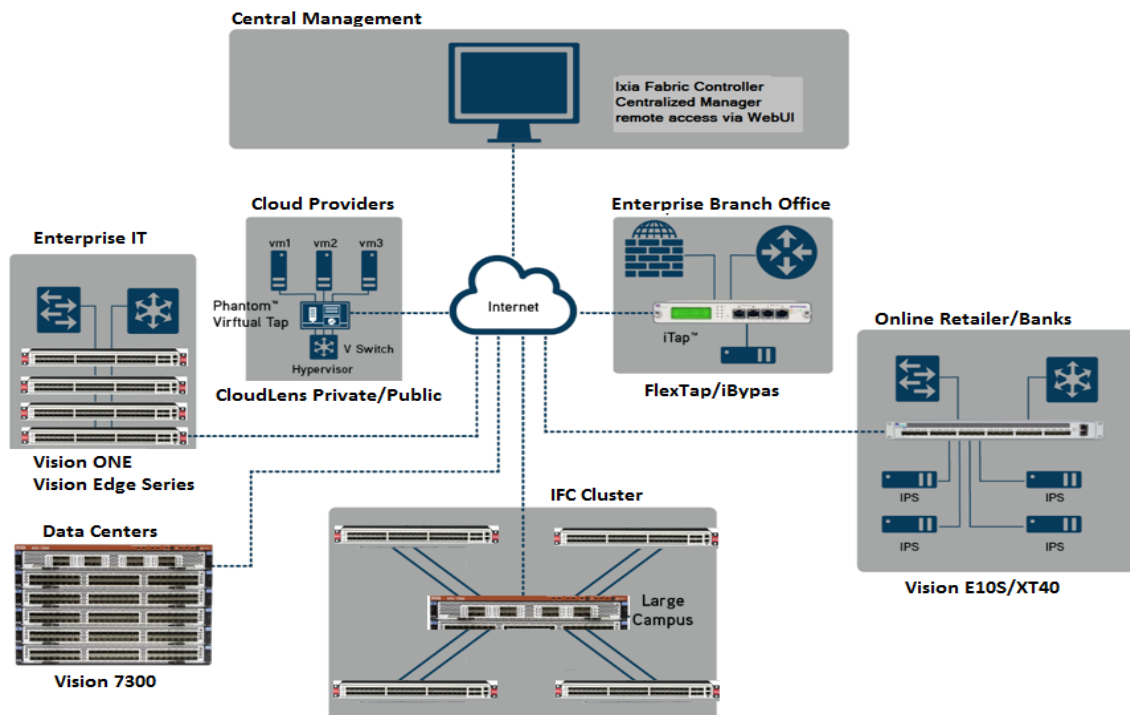 Central Management
Ixia Fabric Controller
Centralized Manager
remote access via WebUI
Cloud Providers
vm1 vm2 vm3
Phantom™
Virftual Tap
V Switch
Hypervisor
CloudLens Private/Public
Enterprise Branch Office
iTap™
FlexTap/iBypas
Enterprise IT
Vision ONE
Vision Edge Series
Internet
Online Retailer/Banks
IPS IPS
IPS IPS
Vision E10S/XT40
Data Centers
Vision 7300
IFC Cluster
Large
Campus